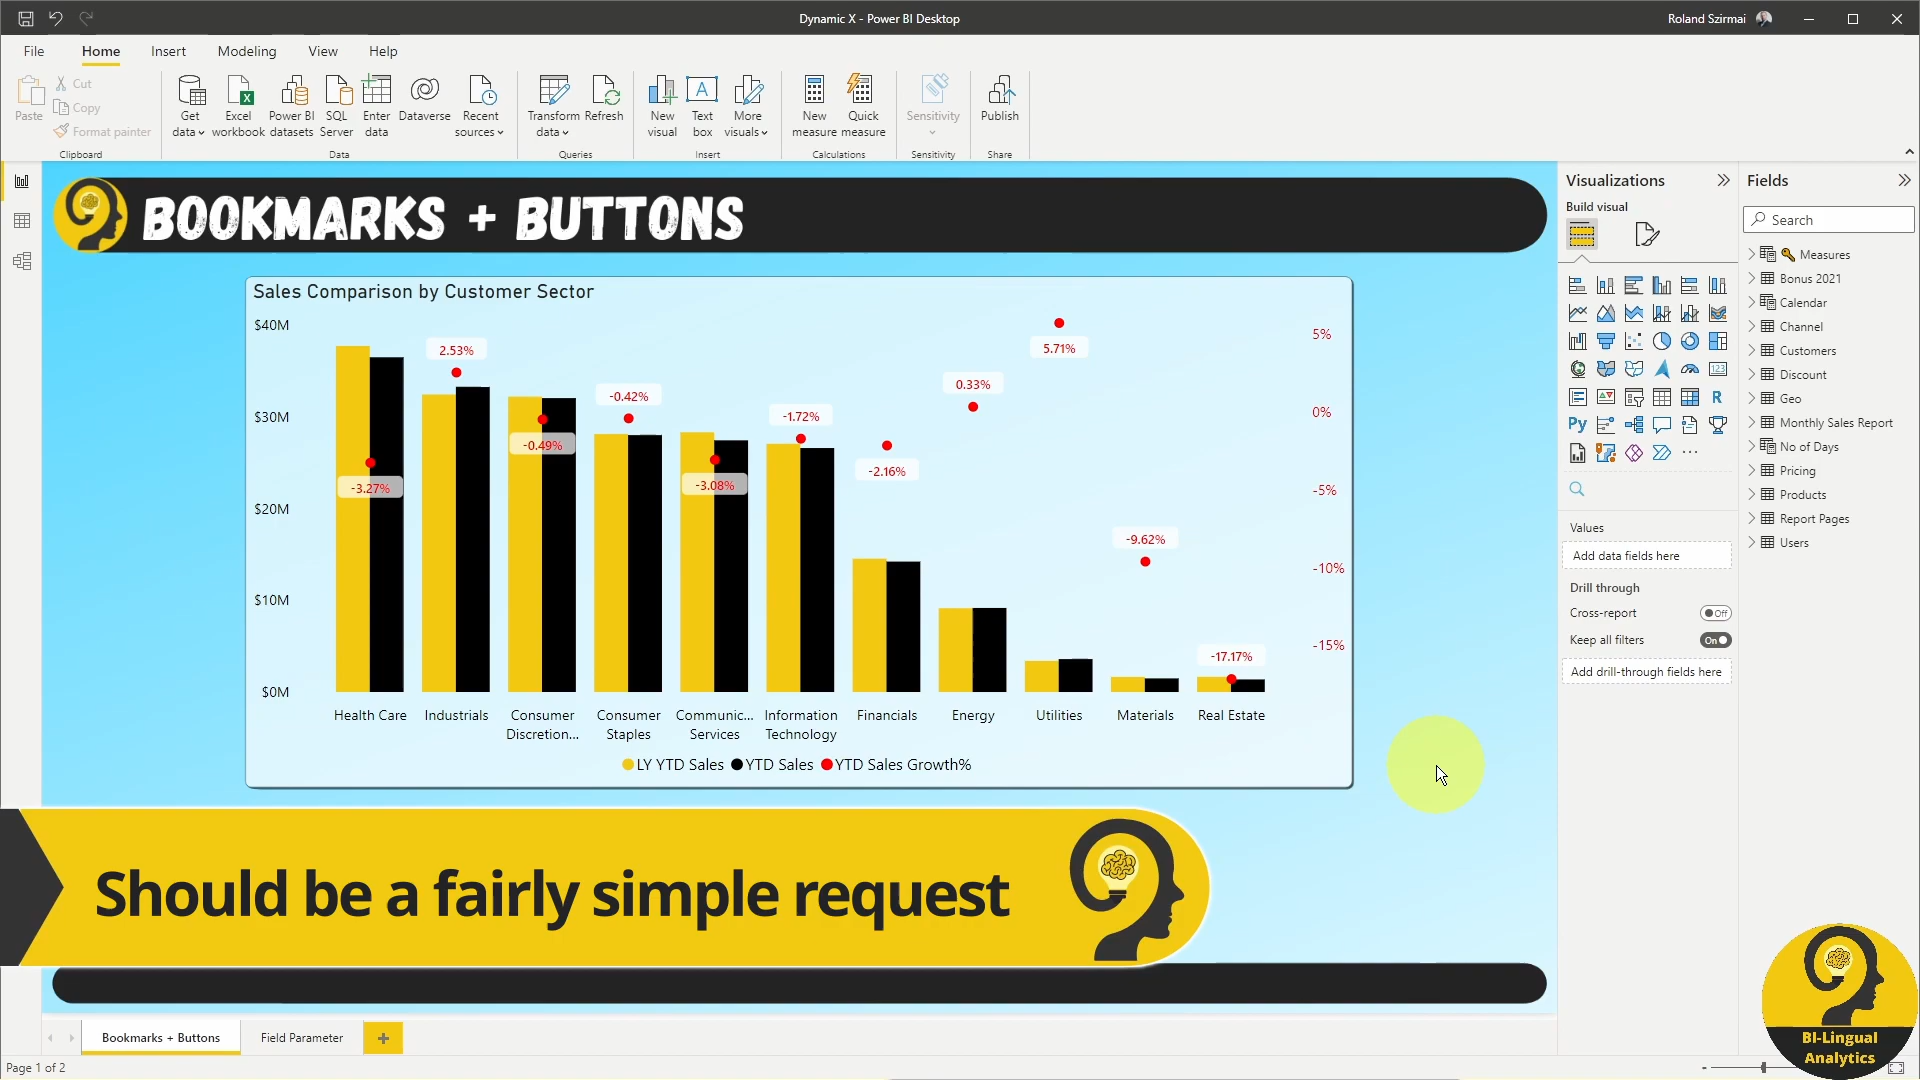 Dynamic X - Power BI Desktop
Roland Szirmai
File Home Insert Modeling View Help
Paste
Cut
Copy
Format painter
Clipboard
Get data
Excel workbook
Power BI datasets
SQL Server
Enter data
Dataverse
Recent sources
Data
Transform data
Refresh
Queries
New visual
Text box
More visuals
Insert
New measure
Quick measure
Calculations
Sensitivity
Sensitivity
Publish
Share
BOOKMARKS + BUTTONS
Sales Comparison by Customer Sector
$40M
$30M
$20M
$10M
$0M
-3.27%
2.53%
-0.49%
-0.42%
-3.08%
-1.72%
-2.16%
0.33%
5.71%
-9.62%
-17.17%
5%
0%
-5%
-10%
-15%
Health Care
Industrials
Consumer
Discretion...
Consumer
Staples
Communic...
Services
Information
Technology
Financials
Energy
Utilities
Materials
Real Estate
LY YTD Sales YTD Sales YTD Sales Growth%
Should be a fairly simple request
Bookmarks + Buttons
Field Parameter
+
Page 1 of 2
Visualizations
Build visual
123
R
Py
...
Values
Add data fields here
Drill through
Cross-report
Off
Keep all filters
On
Add drill-through fields here
Fields
Search
Measures
Bonus 2021
Calendar
Channel
Customers
Discount
Geo
Monthly Sales Report
No of Days
Pricing
Products
Report Pages
Users
BI-Lingual
Analytics